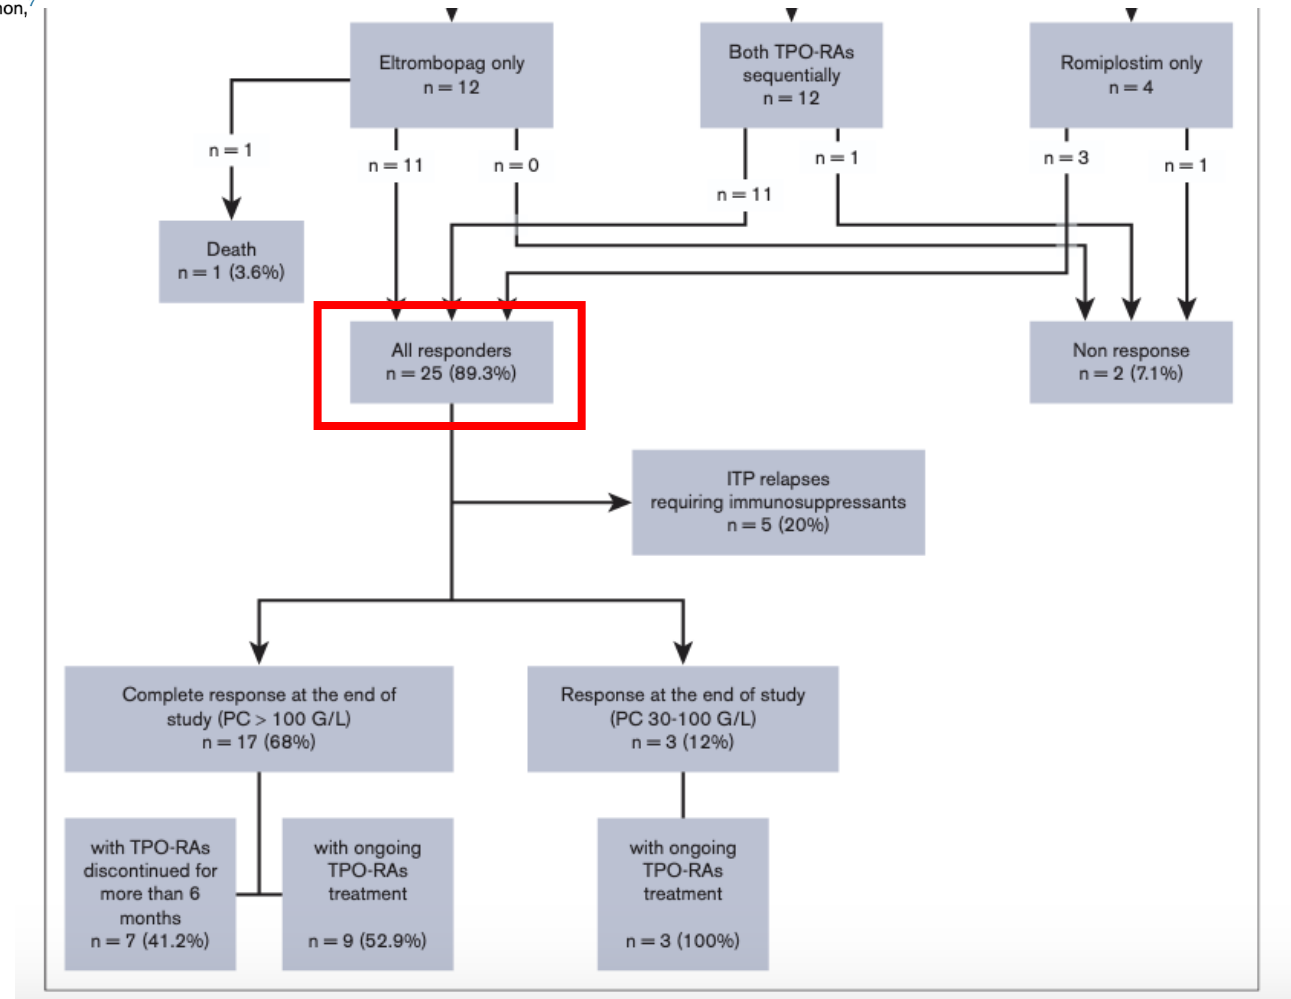 non,7
Eltrombopag only
n = 12
Both TPO-RAs
sequentially
n = 12
Romiplostim only
n = 4
n = 1
n = 11
n = 0
n = 11
n = 1
n = 3
n = 1
Death
n = 1 (3.6%)
All responders
n = 25 (89.3%)
Non response
n = 2 (7.1%)
ITP relapses
requiring immunosuppressants
n = 5 (20%)
Complete response at the end of
study (PC > 100 G/L)
n = 17 (68%)
Response at the end of study
(PC 30-100 G/L)
n = 3 (12%)
with TPO-RAs
discontinued for
more than 6
months
n = 7 (41.2%)
with ongoing
TPO-RAs
treatment
n = 9 (52.9%)
with ongoing
TPO-RAs
treatment
n = 3 (100%)